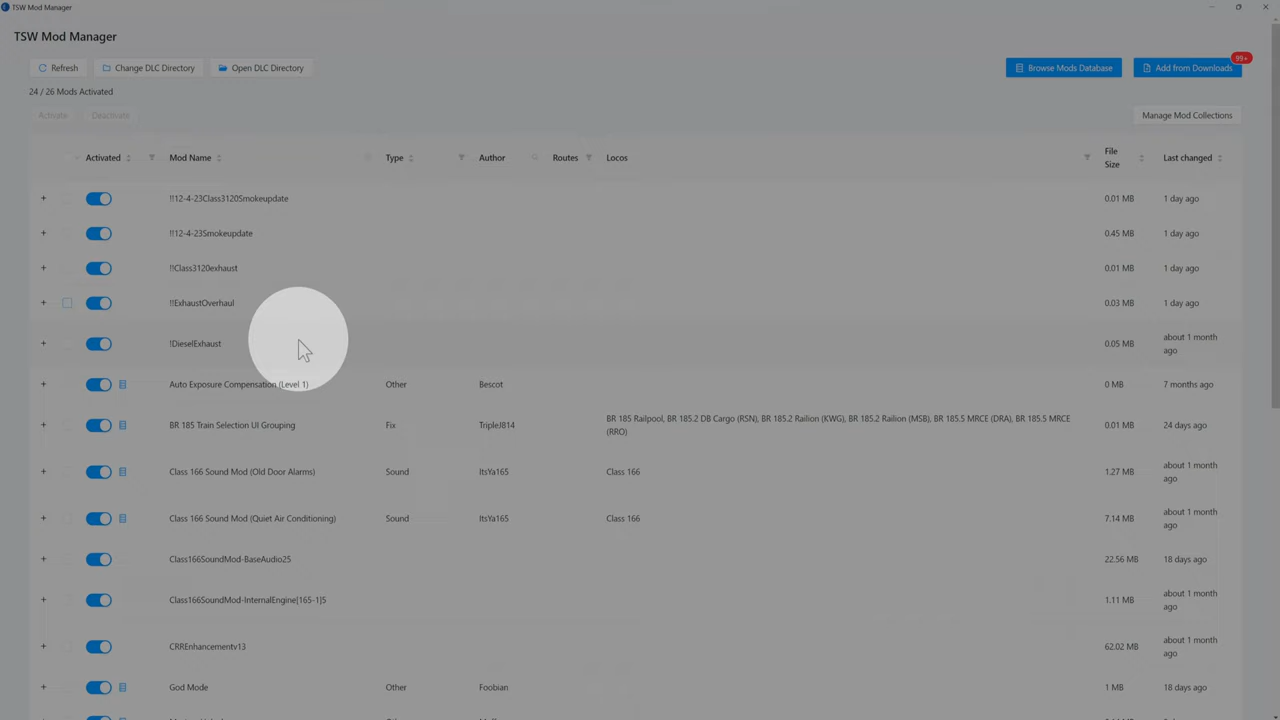 TSW Mod Manager
TSW Mod Manager
Refresh Change DLC Directory Open DLC Directory Browse Mods Database Add from Downloads 99+
24 / 26 Mods Activated
Activate Deactivate Manage Mod Collections
Activated Mod Name Type Author Routes Locos File Size Last changed
!!12-4-23Class3120Smokeupdate 0.01 MB 1 day ago
!!12-4-23Smokeupdate 0.45 MB 1 day ago
!!Class3120exhaust 0.01 MB 1 day ago
!!ExhaustOverhaul 0.03 MB 1 day ago
!DieselExhaust 0.05 MB about 1 month ago
Auto Exposure Compensation (Level 1) Other Bescot 0 MB 7 months ago
BR 185 Train Selection UI Grouping Fix TripleJ814 BR 185 Railpool, BR 185.2 DB Cargo (RSN), BR 185.2 Railion (KWG), BR 185.2 Railion (MSB), BR 185.5 MRCE (DRA), BR 185.5 MRCE (RRO) 0.01 MB 24 days ago
Class 166 Sound Mod (Old Door Alarms) Sound ItsYa165 Class 166 1.27 MB about 1 month ago
Class 166 Sound Mod (Quiet Air Conditioning) Sound ItsYa165 Class 166 7.14 MB about 1 month ago
Class166SoundMod-BaseAudio25 22.56 MB 18 days ago
Class166SoundMod-InternalEngine[165-1]5 1.11 MB about 1 month ago
CRREnhancementv13 62.02 MB about 1 month ago
God Mode Other Foobian 1 MB 18 days ago